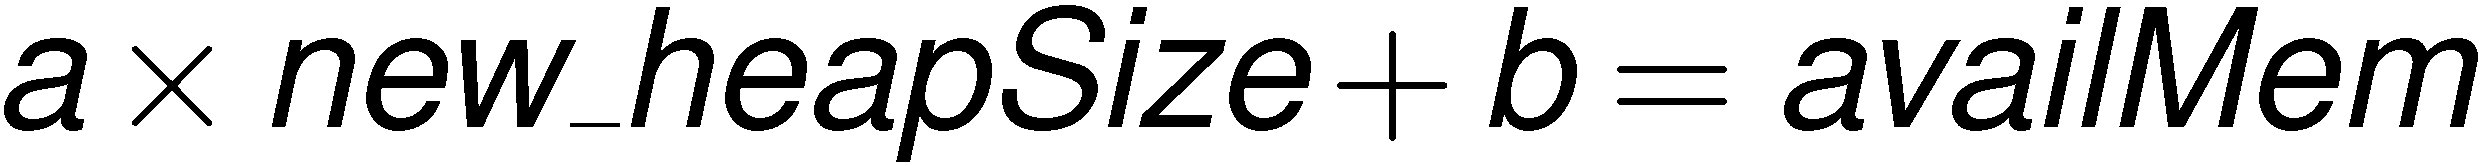 a × new_heapSize + b = availMem